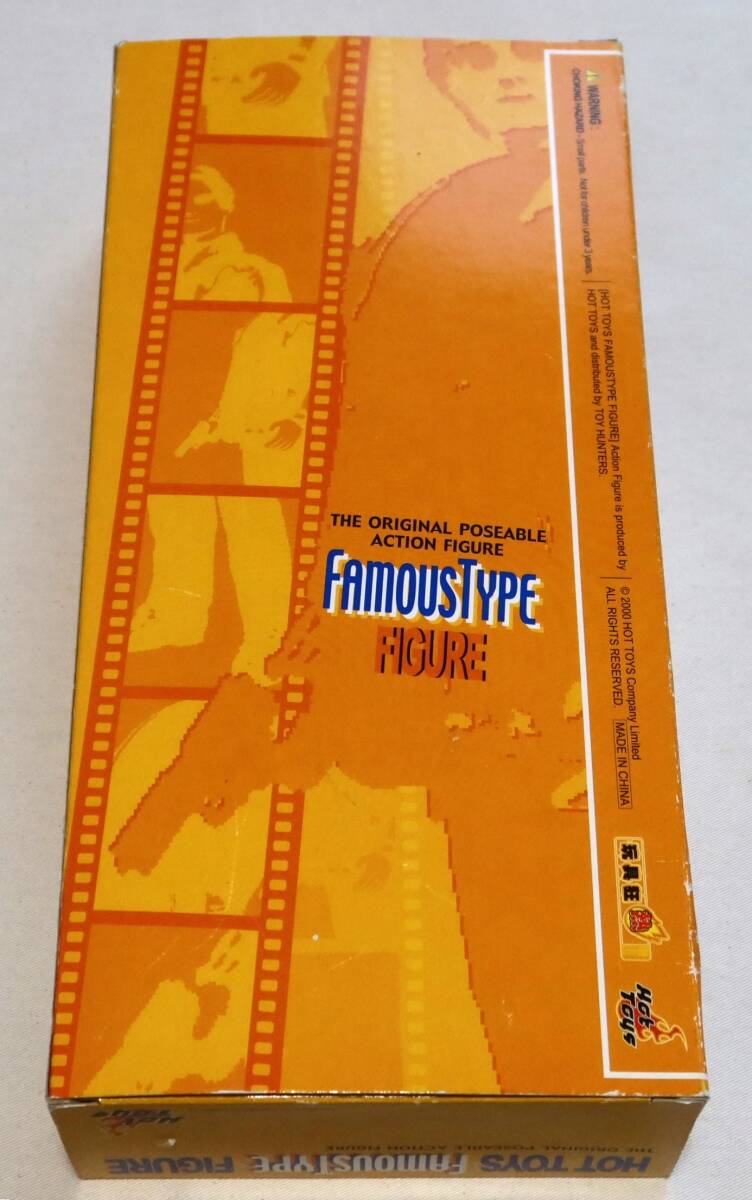 THE ORIGINAL POSEABLE
ACTION FIGURE
FAMOUSTYPE
FIGURE
WARNING :
CHOKING HAZARD - Small parts. Not for children under 3 years.
[HOT TOYS FAMOUSTYPE FIGURE] Action Figure is produced by
HOT TOYS and distributed by TOY HUNTERS.
© 2000 HOT TOYS Company Limited
ALL RIGHTS RESERVED.
MADE IN CHINA
玩具狂
熱
Hot
Toys
Hot
Toys
THE ORIGINAL POSEABLE ACTION FIGURE
HOT TOYS FAMOUSTYPE FIGURE